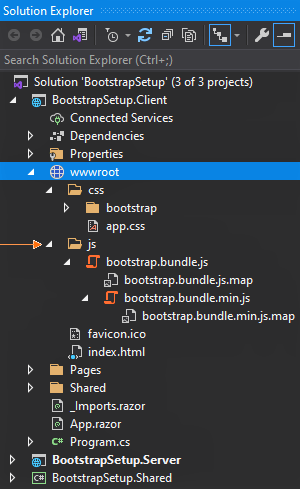 Solution Explorer
Search Solution Explorer (Ctrl+;)
Solution 'BootstrapSetup' (3 of 3 projects)
BootstrapSetup.Client
Connected Services
Dependencies
Properties
wwwroot
css
bootstrap
app.css
js
bootstrap.bundle.js
bootstrap.bundle.js.map
bootstrap.bundle.min.js
bootstrap.bundle.min.js.map
favicon.ico
index.html
Pages
Shared
_Imports.razor
App.razor
C# Program.cs
BootstrapSetup.Server
C# BootstrapSetup.Shared